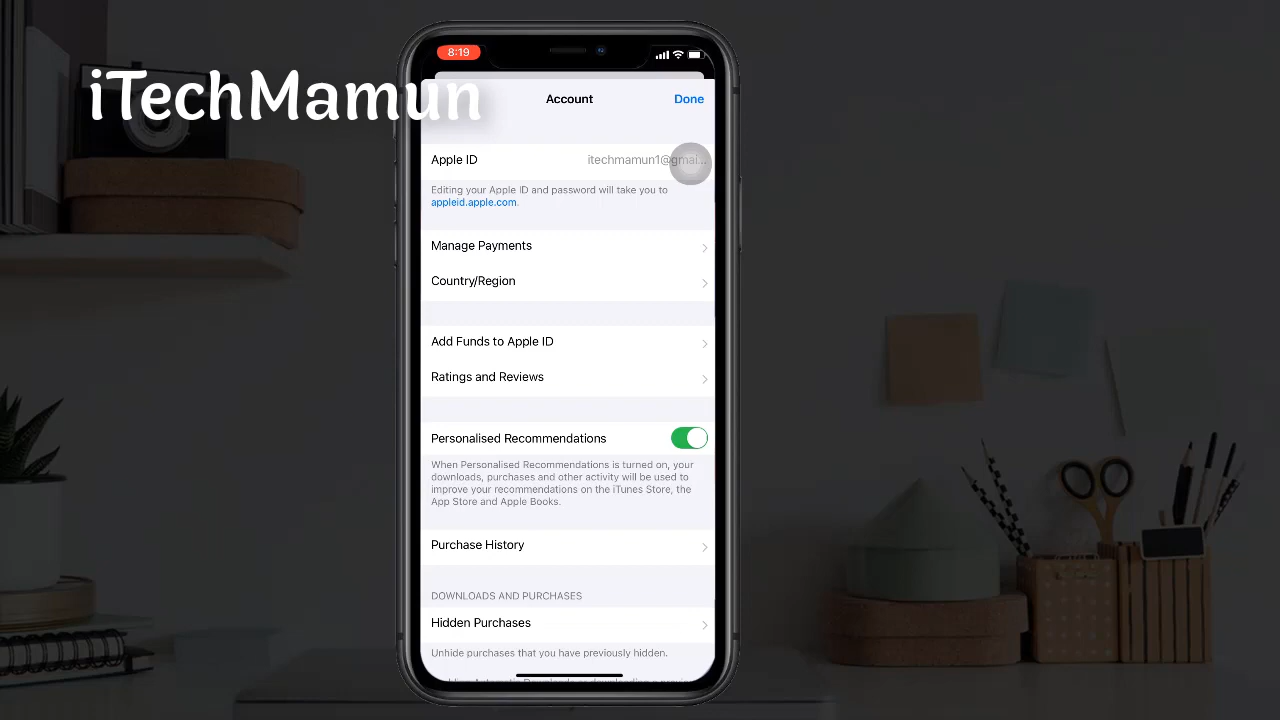 8:19
iTechMamun
Account
Done
Apple ID
itechmamun1@gmai...
Editing your Apple ID and password will take you to
appleid.apple.com.
Manage Payments
Country/Region
Add Funds to Apple ID
Ratings and Reviews
Personalised Recommendations
When Personalised Recommendations is turned on, your
downloads, purchases and other activity will be used to
improve your recommendations on the iTunes Store, the
App Store and Apple Books.
Purchase History
DOWNLOADS AND PURCHASES
Hidden Purchases
Unhide purchases that you have previously hidden.